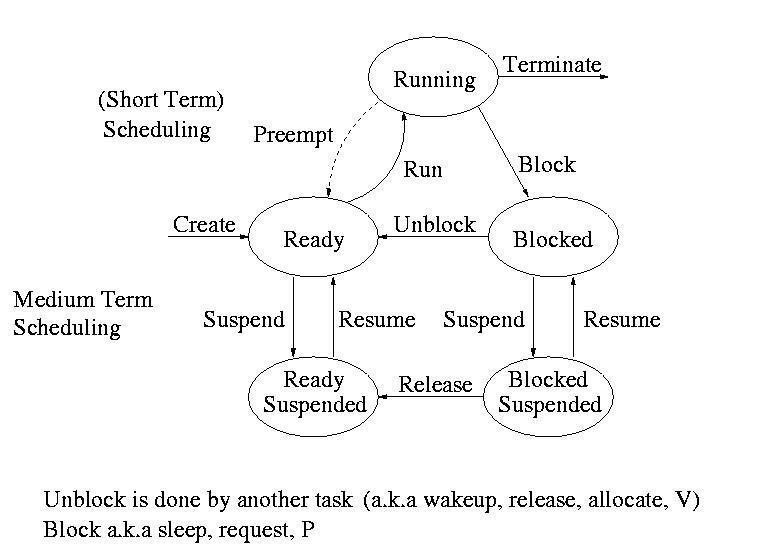 Running
Terminate
(Short Term)
Scheduling
Preempt
Run
Block
Create
Ready
Unblock
Blocked
Medium Term
Scheduling
Suspend
Resume
Suspend
Resume
Ready
Suspended
Release
Blocked
Suspended
Unblock is done by another task (a.k.a wakeup, release, allocate, V)
Block a.k.a sleep, request, P